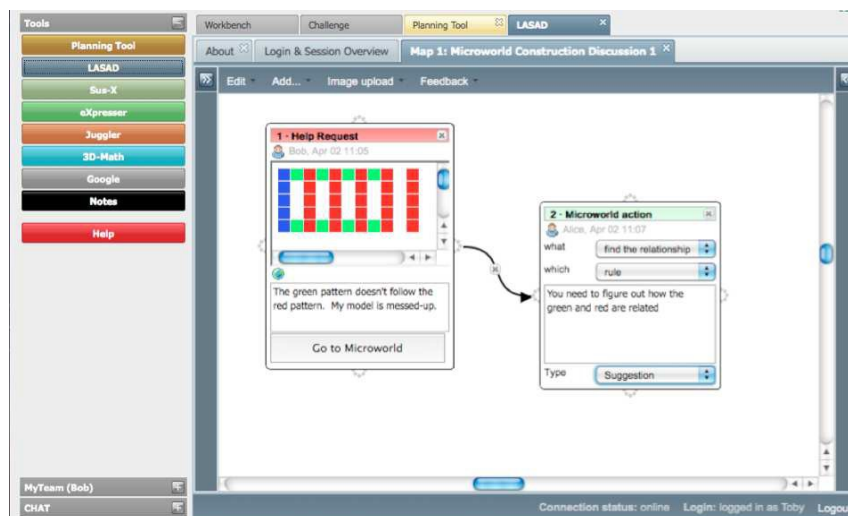 Tools
Planning Tool
LASAD
Sus-X
eXpresser
Juggler
3D-Math
Google
Notes
Help
MyTeam (Bob)
CHAT
Workbench
Challenge
Planning Tool
LASAD
About
Login & Session Overview
Map 1: Microworld Construction Discussion 1
Edit
Add...
Image upload
Feedback
1 - Help Request
Bob, Apr 02 11:05
The green pattern doesn't follow the
red pattern. My model is messed-up.
Go to Microworld
2 - Microworld action
Alice, Apr 02 11:07
what
find the relationship
which
rule
You need to figure out how the
green and red are related
Type
Suggestion
Connection status: online Login: logged in as Toby Logou